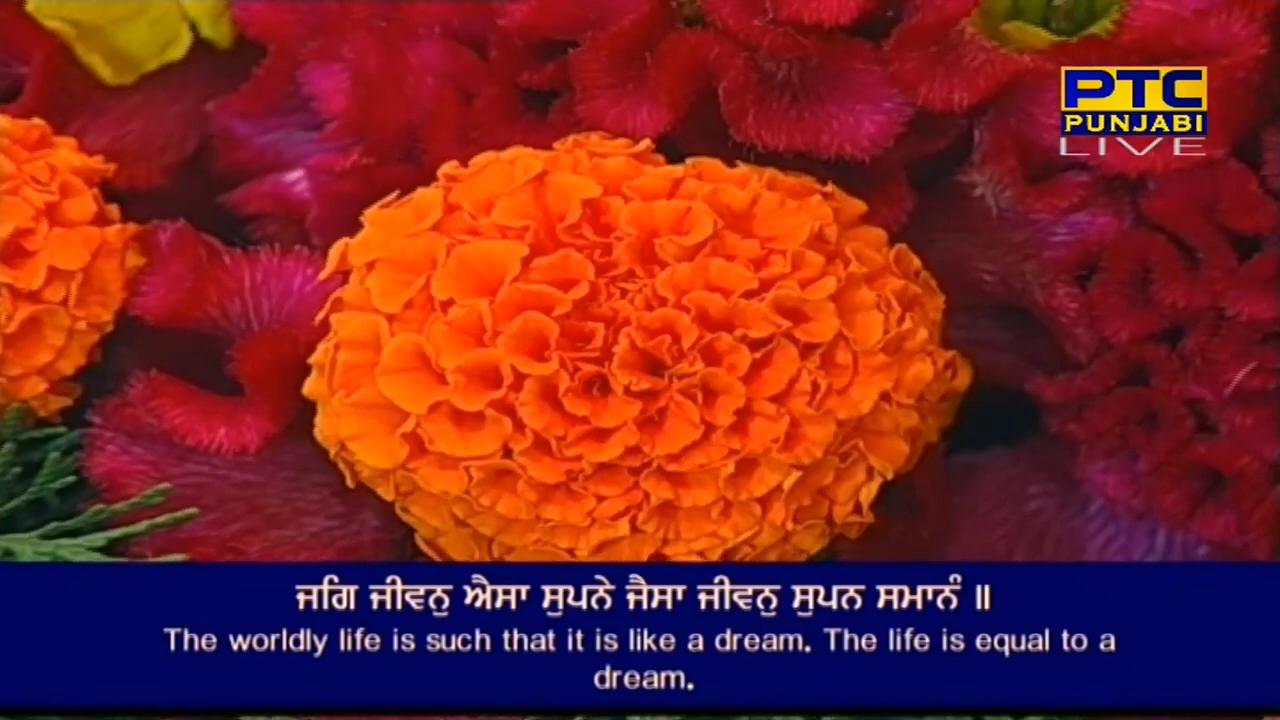 PTC
PUNJABI
LIVE
ਜਗਿ ਜੀਵਨੁ ਐਸਾ ਸੁਪਨੇ ਜੈਸਾ ਜੀਵਨੁ ਸੁਪਨ ਸਮਾਨੰ ॥
The worldly life is such that it is like a dream. The life is equal to a
dream.